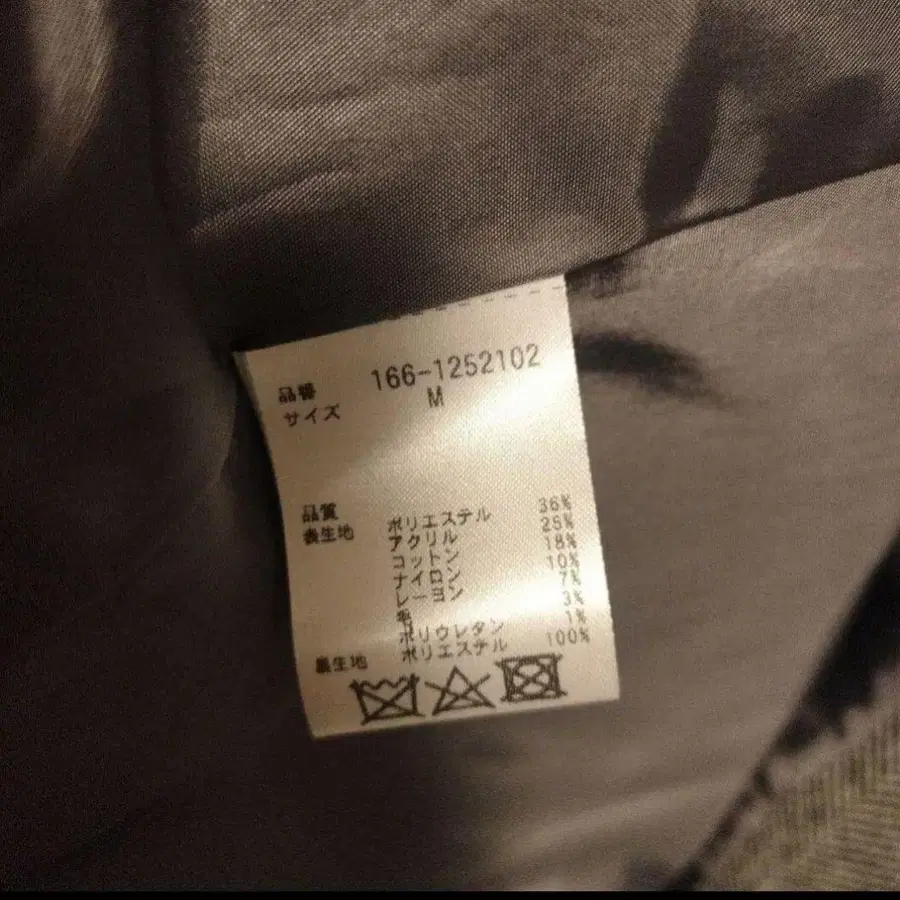 品番 166-1252102
サイズ M
品質
表生地 ポリエステル 36%
アクリル 25%
コットン 18%
ナイロン 10%
レーヨン 7%
毛 3%
ポリウレタン 1%
裏生地 ポリエステル 100%